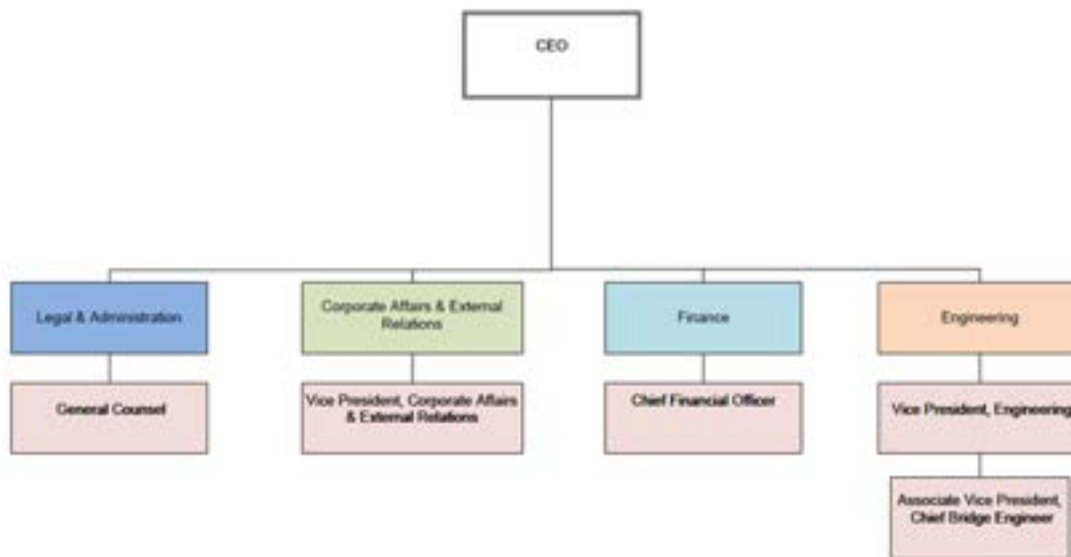 CEO
Legal & Administration
Corporate Affairs & External
Relations
Finance
Engineering
General Counsel
Vice President, Corporate Affairs
& External Relations
Chief Financial Officer
Vice President, Engineering
Associate Vice President,
Chief Bridge Engineer